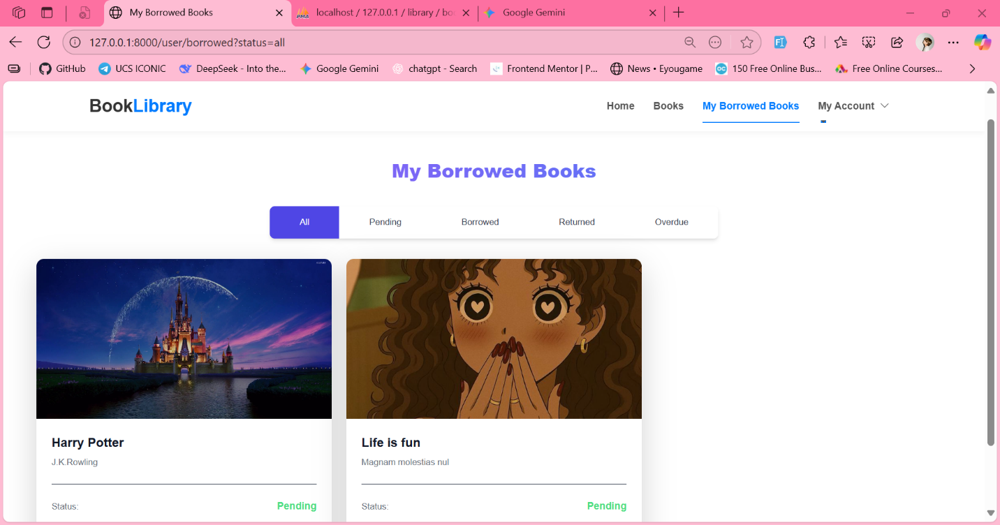 My Borrowed Books
localhost / 127.0.0.1 / library / bo
Google Gemini
127.0.0.1:8000/user/borrowed?status=all
GitHub
UCS ICONIC
DeepSeek - Into the...
Google Gemini
chatgpt - Search
Frontend Mentor | P...
News • Eyougame
150 Free Online Bus...
Free Online Courses...
BookLibrary
Home
Books
My Borrowed Books
My Account
My Borrowed Books
All
Pending
Borrowed
Returned
Overdue
Harry Potter
J.K.Rowling
Status:
Pending
Life is fun
Magnam molestias nul
Status:
Pending